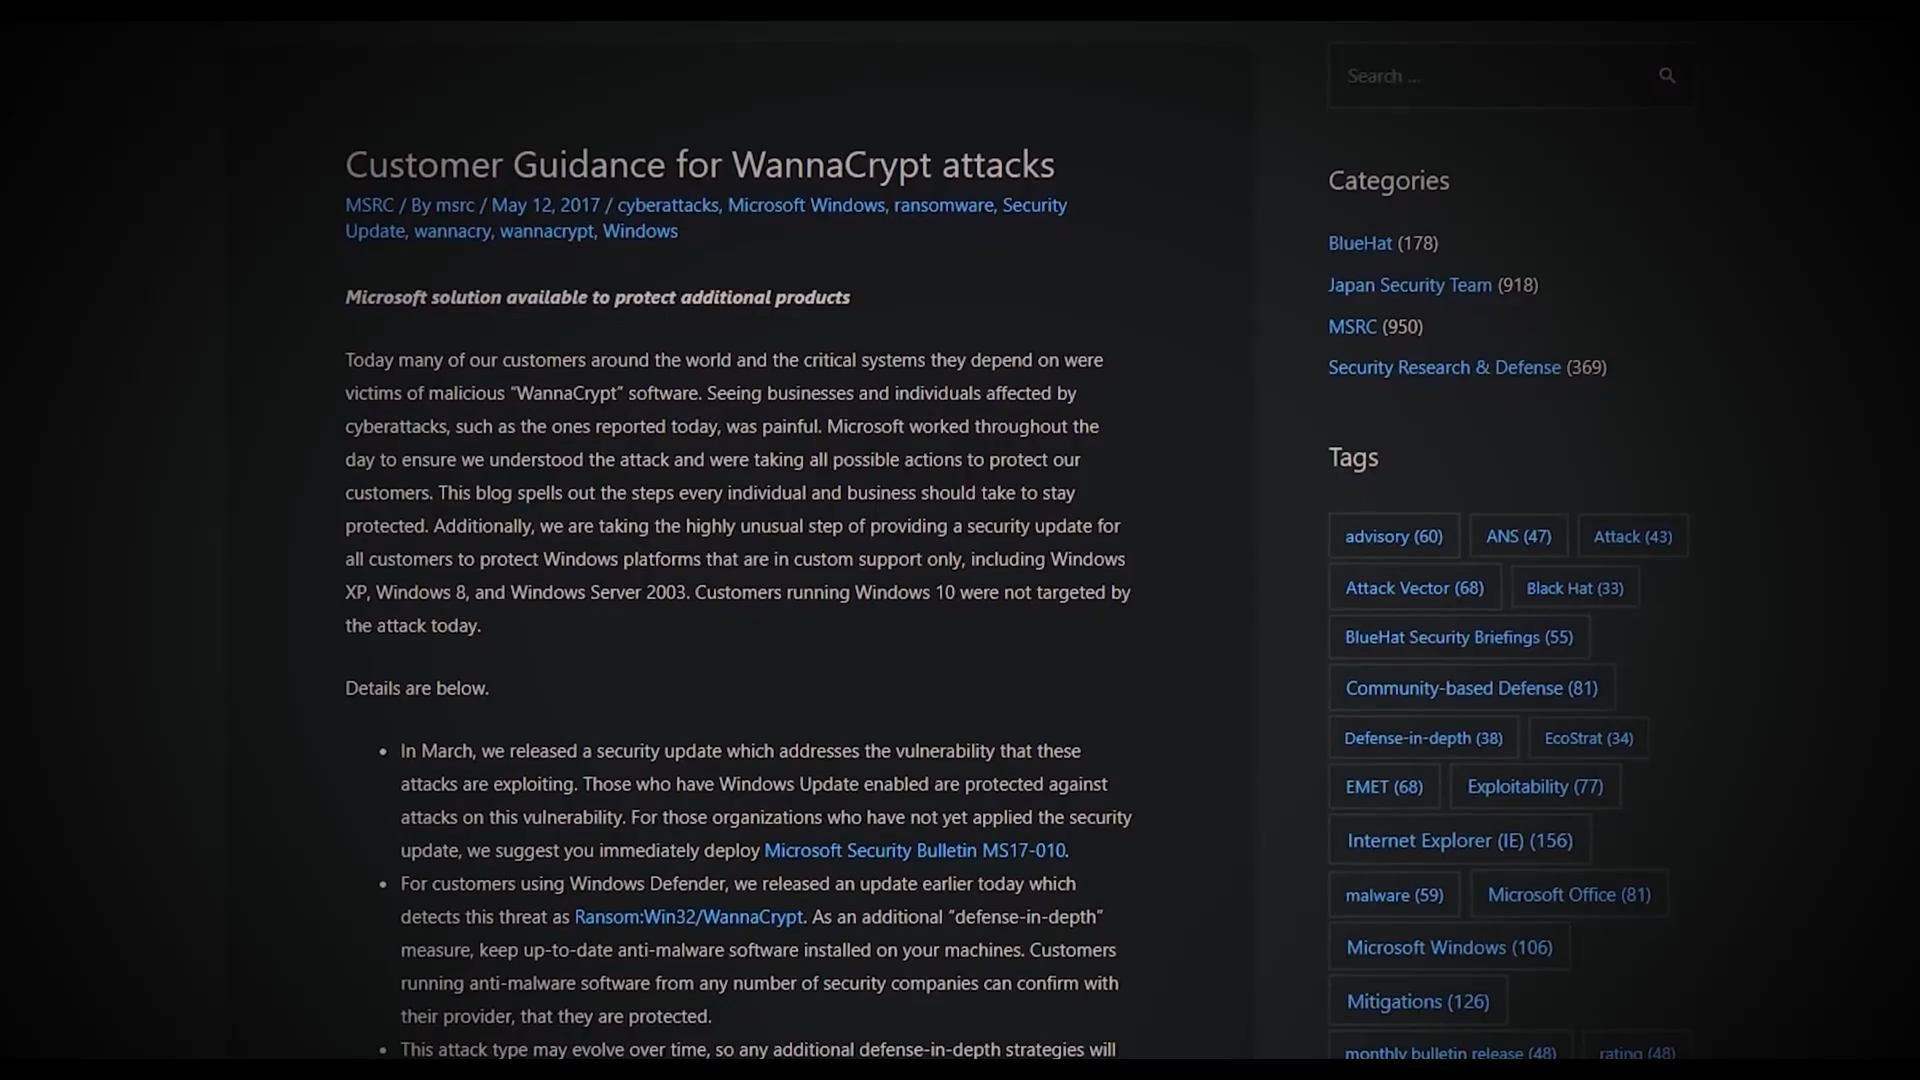 Search ...
Customer Guidance for WannaCrypt attacks
MSRC / By msrc / May 12, 2017 / cyberattacks, Microsoft Windows, ransomware, Security
Update, wannacry, wannacrypt, Windows
Microsoft solution available to protect additional products
Today many of our customers around the world and the critical systems they depend on were
victims of malicious “WannaCrypt” software. Seeing businesses and individuals affected by
cyberattacks, such as the ones reported today, was painful. Microsoft worked throughout the
day to ensure we understood the attack and were taking all possible actions to protect our
customers. This blog spells out the steps every individual and business should take to stay
protected. Additionally, we are taking the highly unusual step of providing a security update for
all customers to protect Windows platforms that are in custom support only, including Windows
XP, Windows 8, and Windows Server 2003. Customers running Windows 10 were not targeted by
the attack today.
Details are below.
• In March, we released a security update which addresses the vulnerability that these
attacks are exploiting. Those who have Windows Update enabled are protected against
attacks on this vulnerability. For those organizations who have not yet applied the security
update, we suggest you immediately deploy Microsoft Security Bulletin MS17-010.
• For customers using Windows Defender, we released an update earlier today which
detects this threat as Ransom:Win32/WannaCrypt. As an additional “defense-in-depth”
measure, keep up-to-date anti-malware software installed on your machines. Customers
running anti-malware software from any number of security companies can confirm with
their provider, that they are protected.
• This attack type may evolve over time, so any additional defense-in-depth strategies will
Categories
BlueHat (178)
Japan Security Team (918)
MSRC (950)
Security Research & Defense (369)
Tags
advisory (60) ANS (47) Attack (43)
Attack Vector (68) Black Hat (33)
BlueHat Security Briefings (55)
Community-based Defense (81)
Defense-in-depth (38) EcoStrat (34)
EMET (68) Exploitability (77)
Internet Explorer (IE) (156)
malware (59) Microsoft Office (81)
Microsoft Windows (106)
Mitigations (126)
monthly bulletin release (48) rating (48)